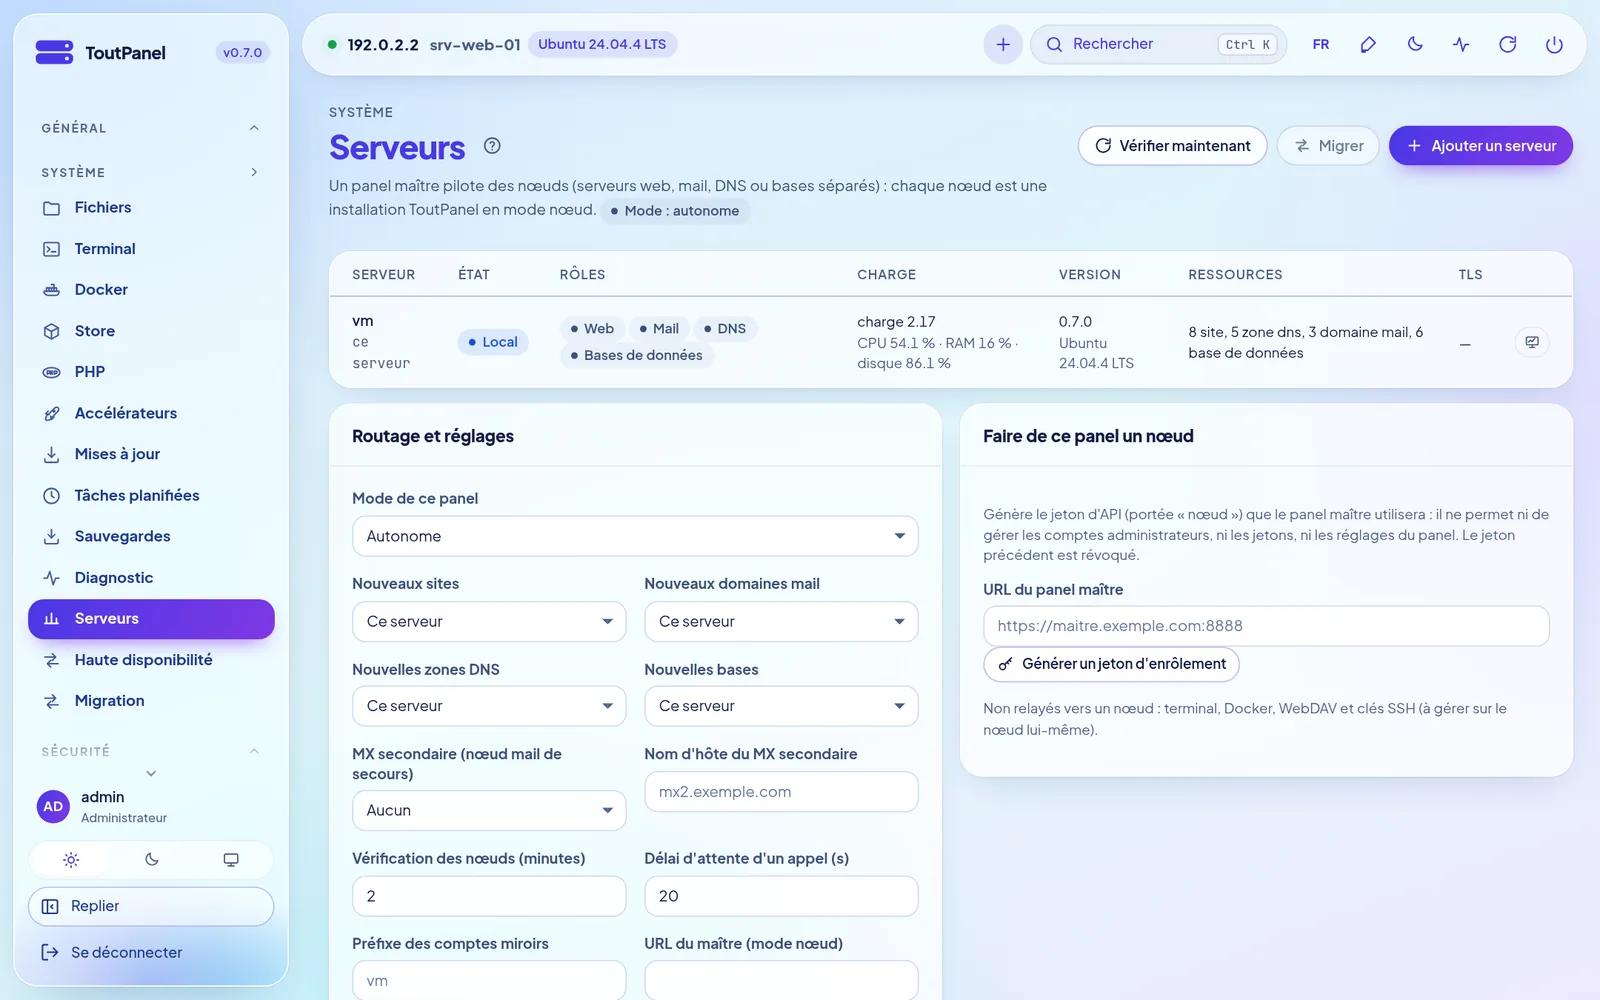 ToutPanel
v0.7.0
GÉNÉRAL
SYSTÈME
Fichiers
Terminal
Docker
Store
PHP
Accélérateurs
Mises à jour
Tâches planifiées
Sauvegardes
Diagnostic
Serveurs
Haute disponibilité
Migration
SÉCURITÉ
AD
admin
Administrateur
Replier
Se déconnecter
192.0.2.2 srv-web-01 Ubuntu 24.04.4 LTS
Rechercher Ctrl K
FR
SYSTÈME
Serveurs
Vérifier maintenant
Migrer
Ajouter un serveur
Un panel maître pilote des nœuds (serveurs web, mail, DNS ou bases séparés) : chaque nœud est une
installation ToutPanel en mode nœud. Mode : autonome
SERVEUR ÉTAT RÔLES CHARGE VERSION RESSOURCES TLS
vm
ce
serveur
Local
Web Mail DNS
Bases de données
charge 2.17
CPU 54.1 % · RAM 16 % ·
disque 86.1 %
0.7.0
Ubuntu
24.04.4 LTS
8 site, 5 zone dns, 3 domaine mail, 6
base de données
—
Routage et réglages
Mode de ce panel
Autonome
Nouveaux sites
Ce serveur
Nouveaux domaines mail
Ce serveur
Nouvelles zones DNS
Ce serveur
Nouvelles bases
Ce serveur
MX secondaire (nœud mail de
secours)
Aucun
Nom d'hôte du MX secondaire
mx2.exemple.com
Vérification des nœuds (minutes)
2
Délai d'attente d'un appel (s)
20
Préfixe des comptes miroirs
vm
URL du maître (mode nœud)
Faire de ce panel un nœud
Génère le jeton d'API (portée « nœud ») que le panel maître utilisera : il ne permet ni de
gérer les comptes administrateurs, ni les jetons, ni les réglages du panel. Le jeton
précédent est révoqué.
URL du panel maître
https://maitre.exemple.com:8888
Générer un jeton d'enrôlement
Non relayés vers un nœud : terminal, Docker, WebDAV et clés SSH (à gérer sur le
nœud lui-même).